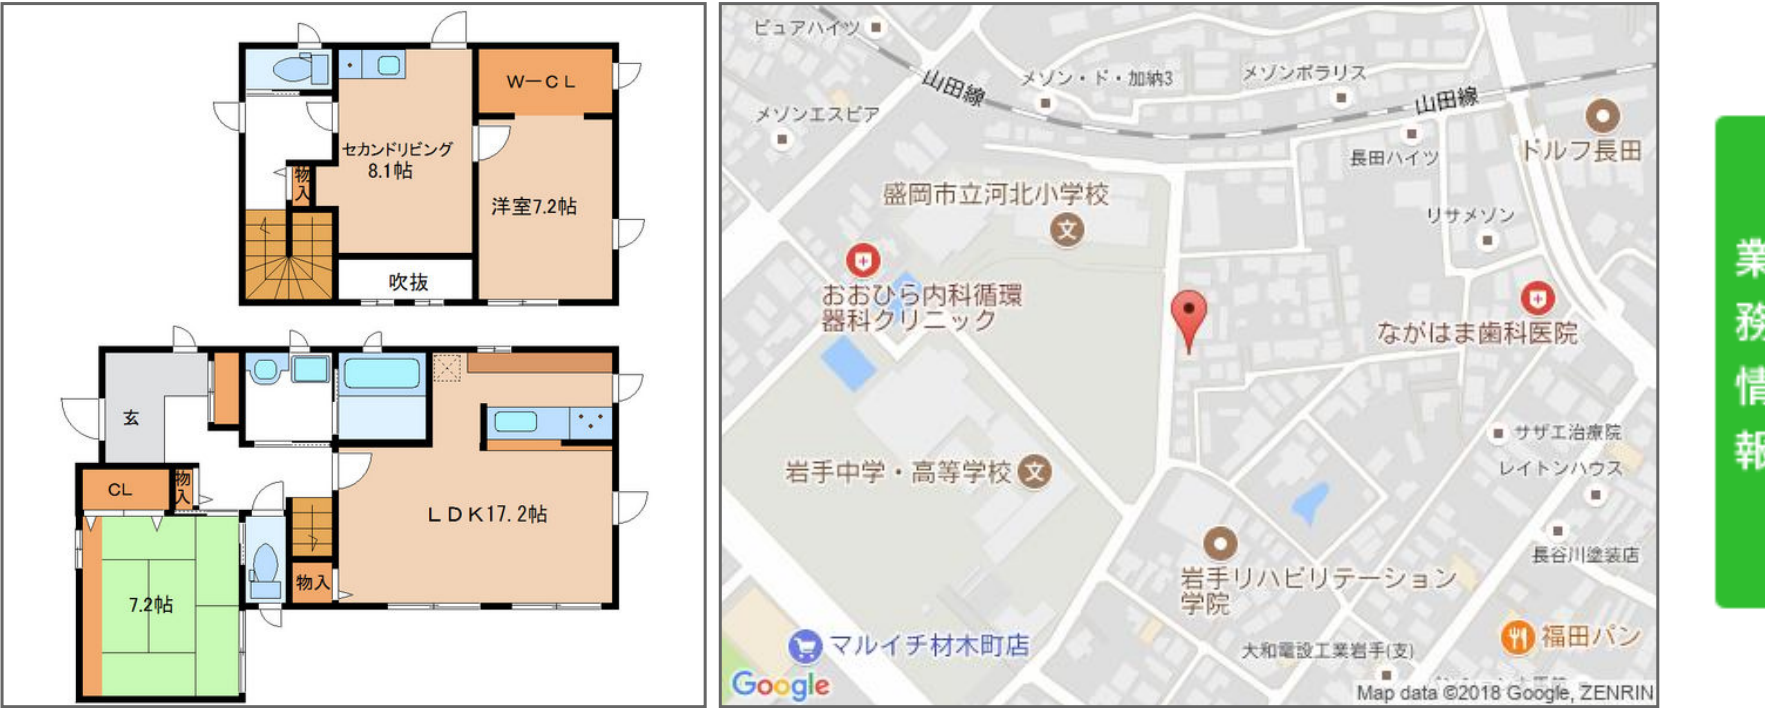 W－CL
セカンドリビング
8.1帖
物
入
洋室7.2帖
吹抜
玄
CL
物
入
LDK17.2帖
物入
7.2帖
ピュアハイツ
山田線
メゾン・ド・加納3
メゾンポラリス
山田線
メゾンエスピア
長田ハイツ
ドルフ長田
盛岡市立河北小学校
文
リサメゾン
おおひら内科循環
器科クリニック
ながはま歯科医院
サザエ治療院
岩手中学・高等学校
文
レイトンハウス
長谷川塗装店
岩手リハビリテーション
学院
マルイチ材木町店
大和電設工業岩手(支)
福田パン
Google
Map data ©2018 Google, ZENRIN
業
務
情
報